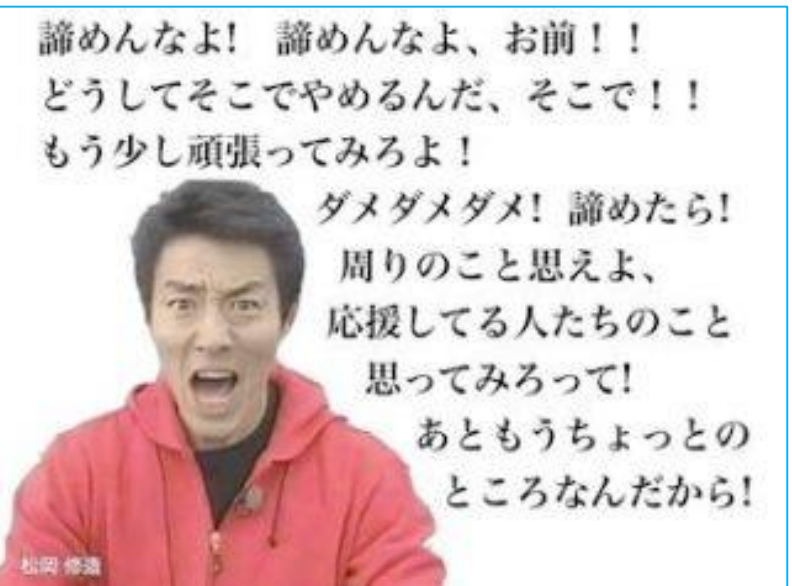 諦めんなよ! 諦めんなよ、お前！！
どうしてそこでやめるんだ、そこで！！
もう少し頑張ってみろよ！
ダメダメダメ! 諦めたら!
周りのこと思えよ、
応援してる人たちのこと
思ってみろって!
あともうちょっとの
ところなんだから!
松岡 修造